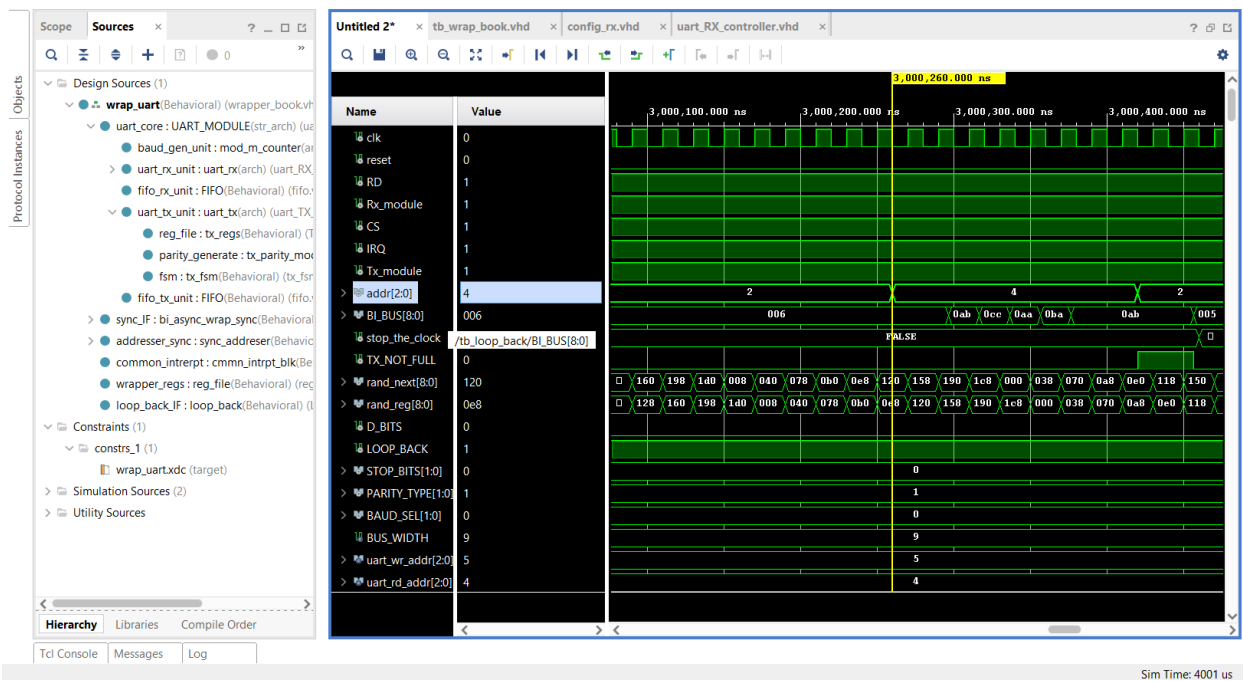 Scope Sources × ? _
Untitled 2* × tb_wrap_book.vhd × config_rx.vhd × uart_RX_controller.vhd × ?
0 »
Objects
Protocol Instances
Design Sources (1)
wrap_uart(Behavioral) (wrapper_book.vh
uart_core : UART_MODULE(str_arch) (ua
baud_gen_unit : mod_m_counter(ar
uart_rx_unit : uart_rx(arch) (uart_RX
fifo_rx_unit : FIFO(Behavioral) (fifo.v
uart_tx_unit : uart_tx(arch) (uart_TX_
reg_file : tx_regs(Behavioral) (T
parity_generate : tx_parity_mod
fsm : tx_fsm(Behavioral) (tx_fsm
fifo_tx_unit : FIFO(Behavioral) (fifo.v
sync_IF : bi_async_wrap_sync(Behaviora
addresser_sync : sync_addreser(Behavio
common_intrerpt : cmmn_intrpt_blk(Be
wrapper_regs : reg_file(Behavioral) (reg
loop_back_IF : loop_back(Behavioral) (l
Constraints (1)
constrs_1 (1)
wrap_uart.xdc (target)
Simulation Sources (2)
Utility Sources
Hierarchy Libraries Compile Order
Tcl Console Messages Log
3,000,260.000 ns
Name Value
3,000,100.000 ns 3,000,200.000 ns 3,000,300.000 ns 3,000,400.000 ns
clk 0
reset 0
RD 1
Rx_module 1
CS 1
IRQ 1
Tx_module 1
addr[2:0] 4 2 4 2
BI_BUS[8:0] 006 006 0ab 0cc 0aa 0ba 0ab 005
stop_the_clock /tb_loop_back/BI_BUS[8:0] FALSE
TX_NOT_FULL 0
rand_next[8:0] 120 160 198 1d0 008 040 078 0b0 0e8 120 158 190 1c8 000 038 070 0a8 0e0 118 150
rand_reg[8:0] 0e8 128 160 198 1d0 008 040 078 0b0 0e8 120 158 190 1c8 000 038 070 0a8 0e0 118
D_BITS 0
LOOP_BACK 1
STOP_BITS[1:0] 0 0
PARITY_TYPE[1:0] 1 1
BAUD_SEL[1:0] 0 0
BUS_WIDTH 9 9
uart_wr_addr[2:0] 5 5
uart_rd_addr[2:0] 4 4
Sim Time: 4001 us